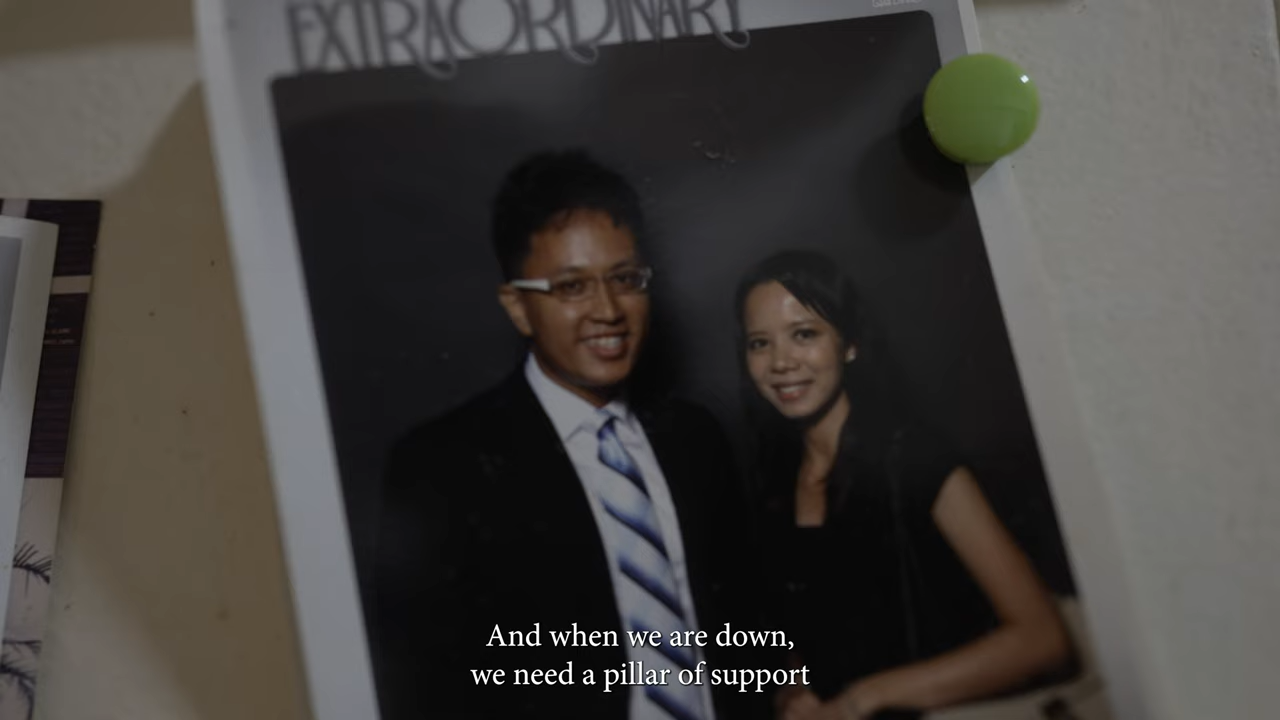 EXTRAORDINARY
And when we are down,
we need a pillar of support